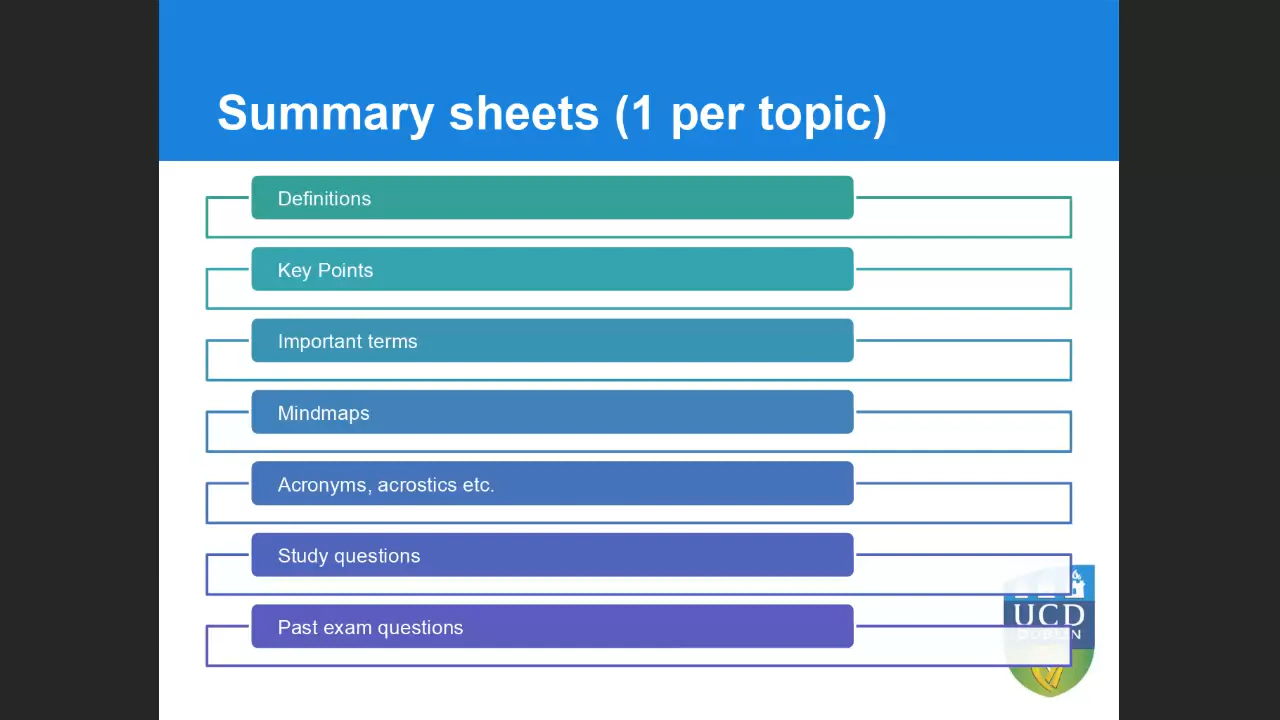 Summary sheets (1 per topic)
Definitions
Key Points
Important terms
Mindmaps
Acronyms, acrostics etc.
Study questions
Past exam questions
UCD
DUBLIN